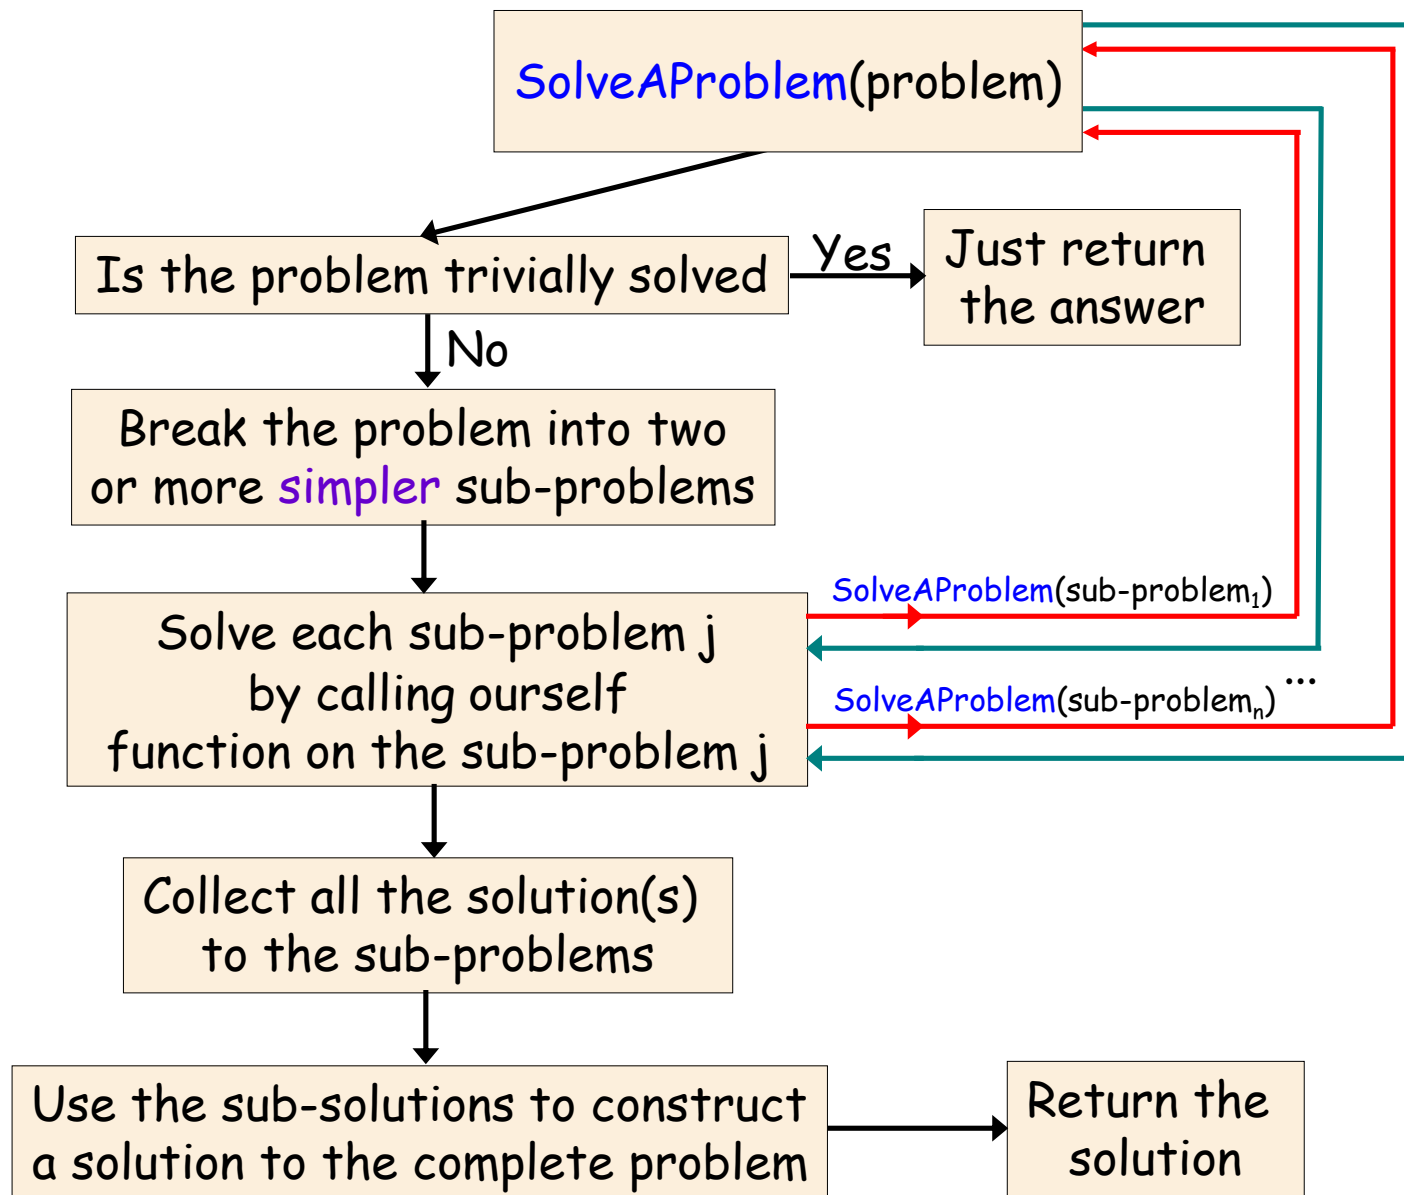 SolveAProblem(problem)
Is the problem trivially solved
Yes
Just return
the answer
No
Break the problem into two
or more simpler sub-problems
Solve each sub-problem j
by calling ourself
function on the sub-problem j
SolveAProblem(sub-problem₁)
SolveAProblem(sub-problemₙ)
...
Collect all the solution(s)
to the sub-problems
Use the sub-solutions to construct
a solution to the complete problem
Return the
solution